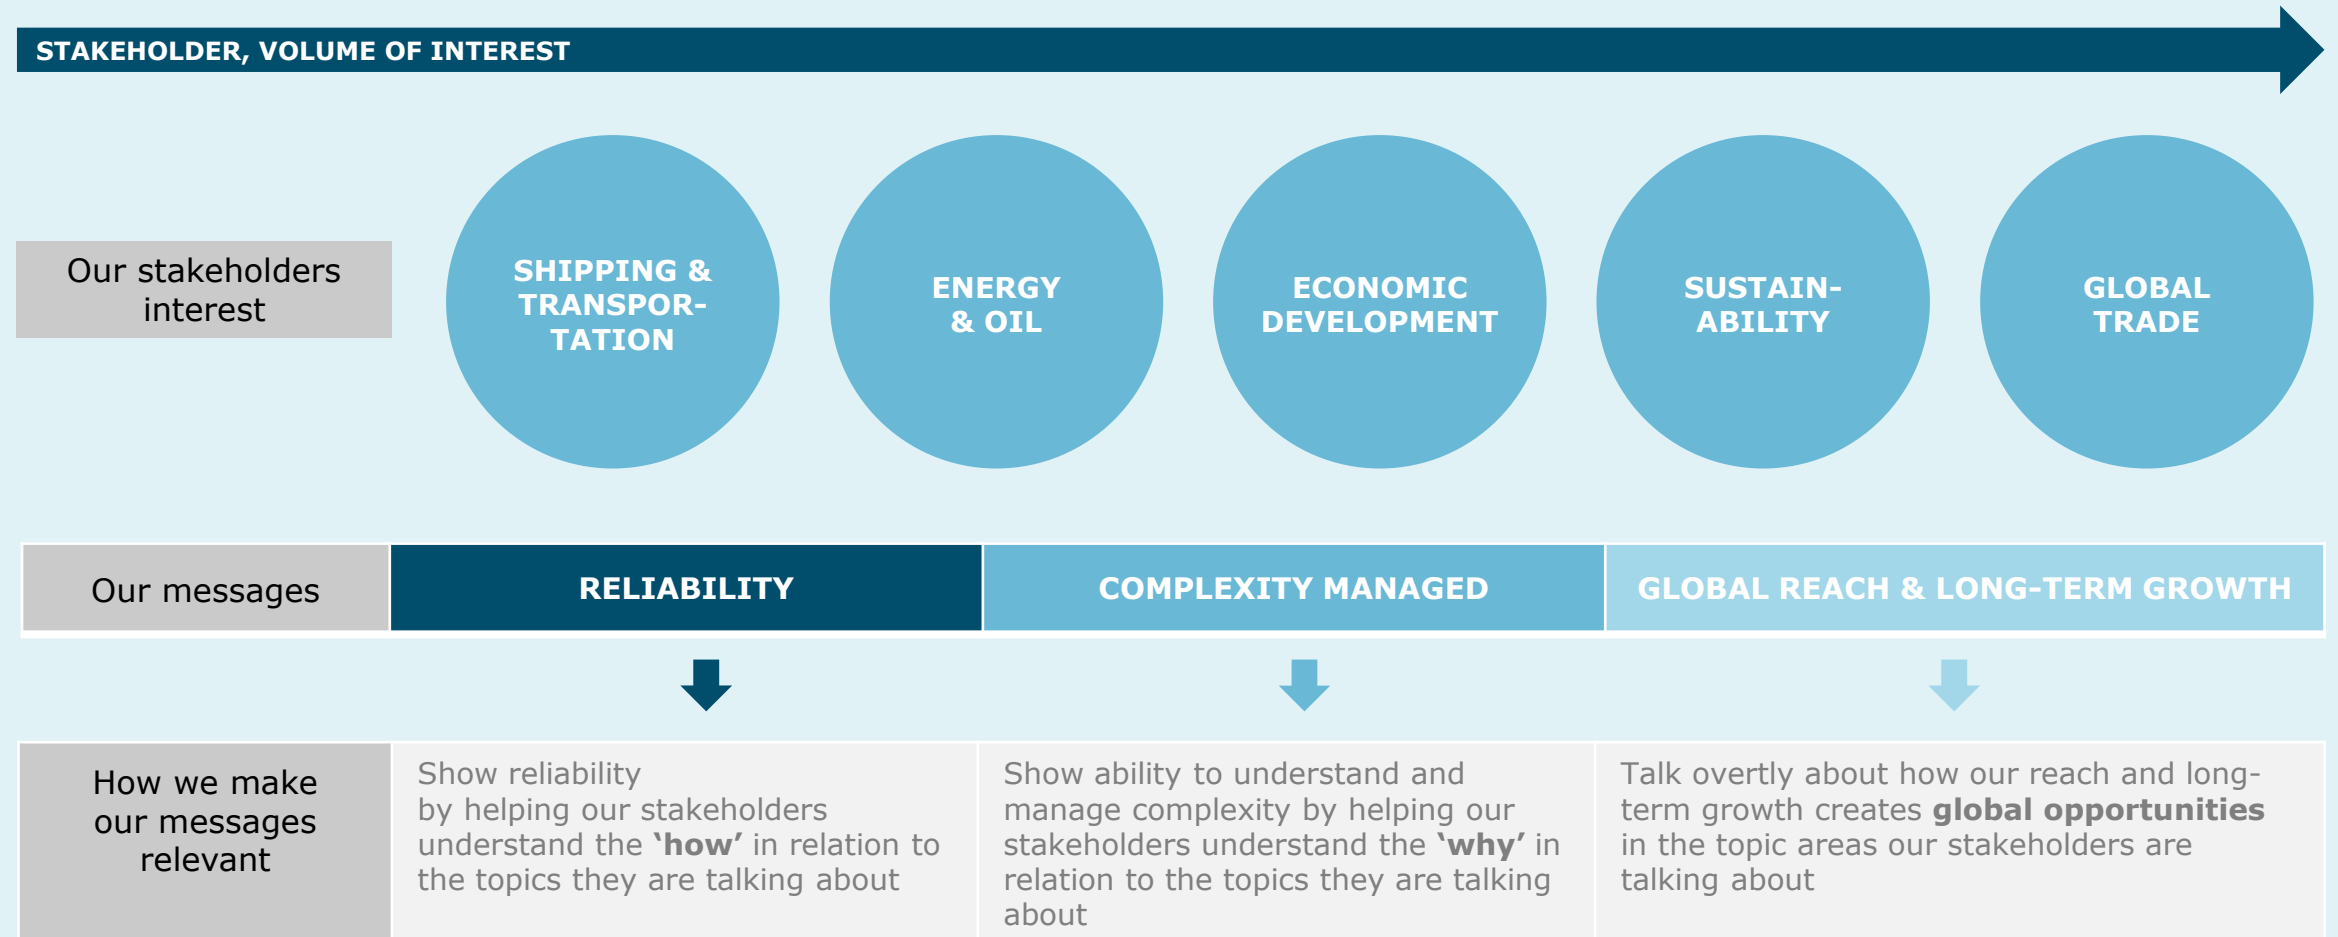 STAKEHOLDER, VOLUME OF INTEREST
Our stakeholders
interest
SHIPPING &
TRANSPOR-
TATION
ENERGY
& OIL
ECONOMIC
DEVELOPMENT
SUSTAIN-
ABILITY
GLOBAL
TRADE
Our messages
RELIABILITY
COMPLEXITY MANAGED
GLOBAL REACH & LONG-TERM GROWTH
How we make
our messages
relevant
Show reliability
by helping our stakeholders
understand the ‘how’ in relation to
the topics they are talking about
Show ability to understand and
manage complexity by helping our
stakeholders understand the ‘why’ in
relation to the topics they are talking
about
Talk overtly about how our reach and long-
term growth creates global opportunities
in the topic areas our stakeholders are
talking about